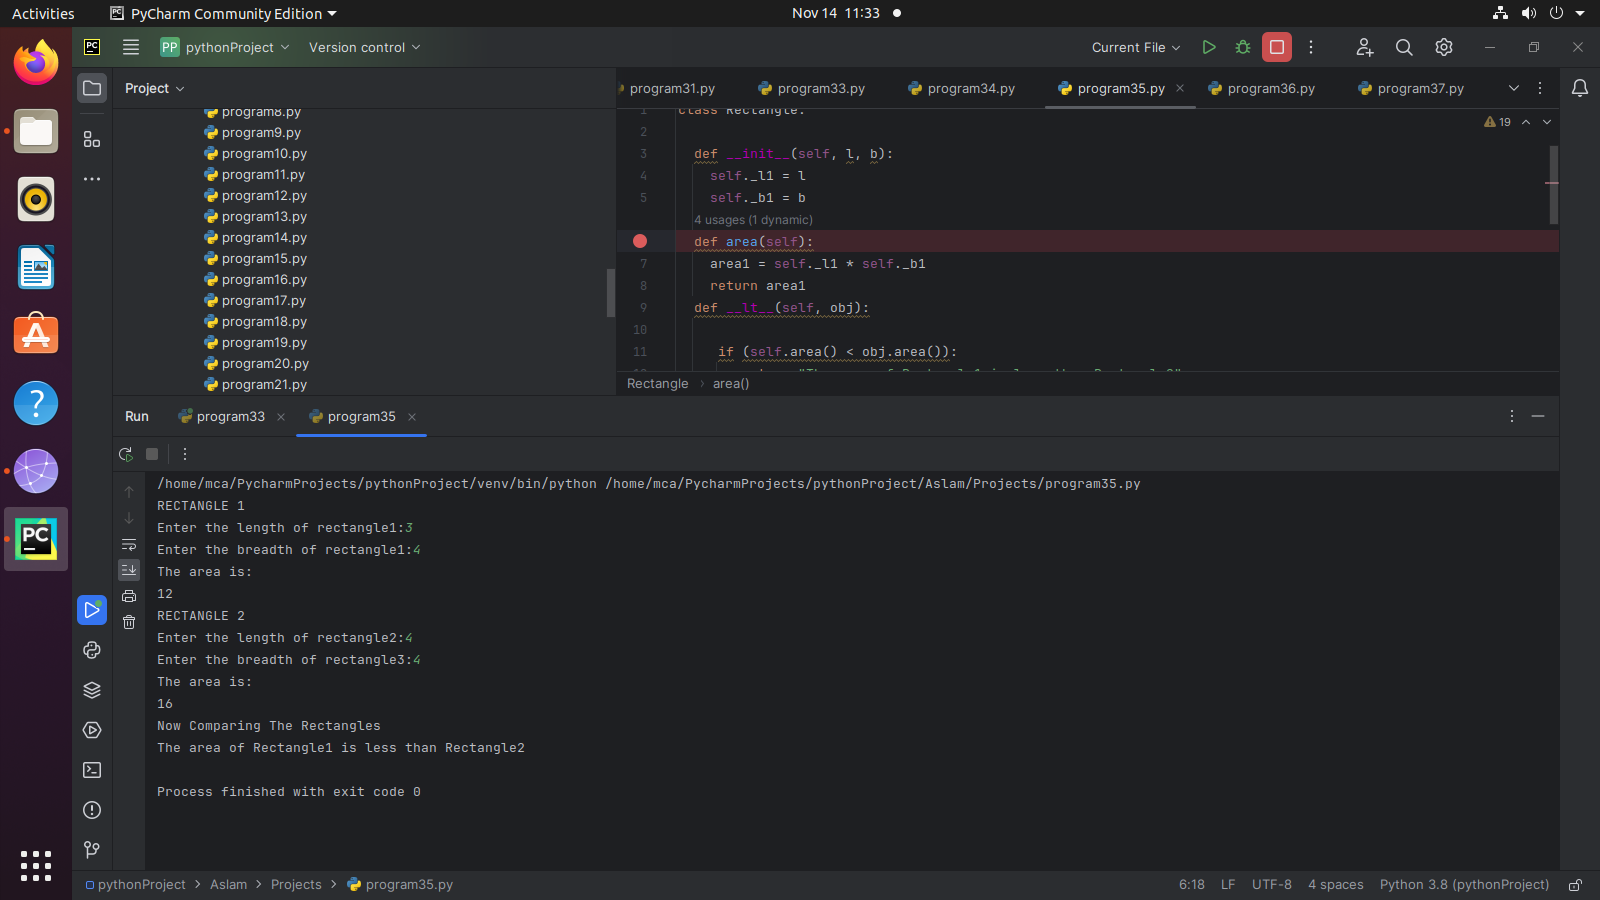 Activities PyCharm Community Edition Nov 14 11:33
PC PP pythonProject Version control Current File
Project
program31.py program33.py program34.py program35.py program36.py program37.py
program8.py
program9.py
program10.py
program11.py
program12.py
program13.py
program14.py
program15.py
program16.py
program17.py
program18.py
program19.py
program20.py
program21.py
19
1 class Rectangle:
2
3 def __init__(self, l, b):
4 self._l1 = l
5 self._b1 = b
4 usages (1 dynamic)
def area(self):
7 area1 = self._l1 * self._b1
8 return area1
9 def __lt__(self, obj):
10
11 if (self.area() < obj.area()):
Rectangle › area()
Run program33 program35
/home/mca/PycharmProjects/pythonProject/venv/bin/python /home/mca/PycharmProjects/pythonProject/Aslam/Projects/program35.py
RECTANGLE 1
Enter the length of rectangle1:3
Enter the breadth of rectangle1:4
The area is:
12
RECTANGLE 2
Enter the length of rectangle2:4
Enter the breadth of rectangle3:4
The area is:
16
Now Comparing The Rectangles
The area of Rectangle1 is less than Rectangle2
Process finished with exit code 0
PC
pythonProject > Aslam > Projects > program35.py 6:18 LF UTF-8 4 spaces Python 3.8 (pythonProject)